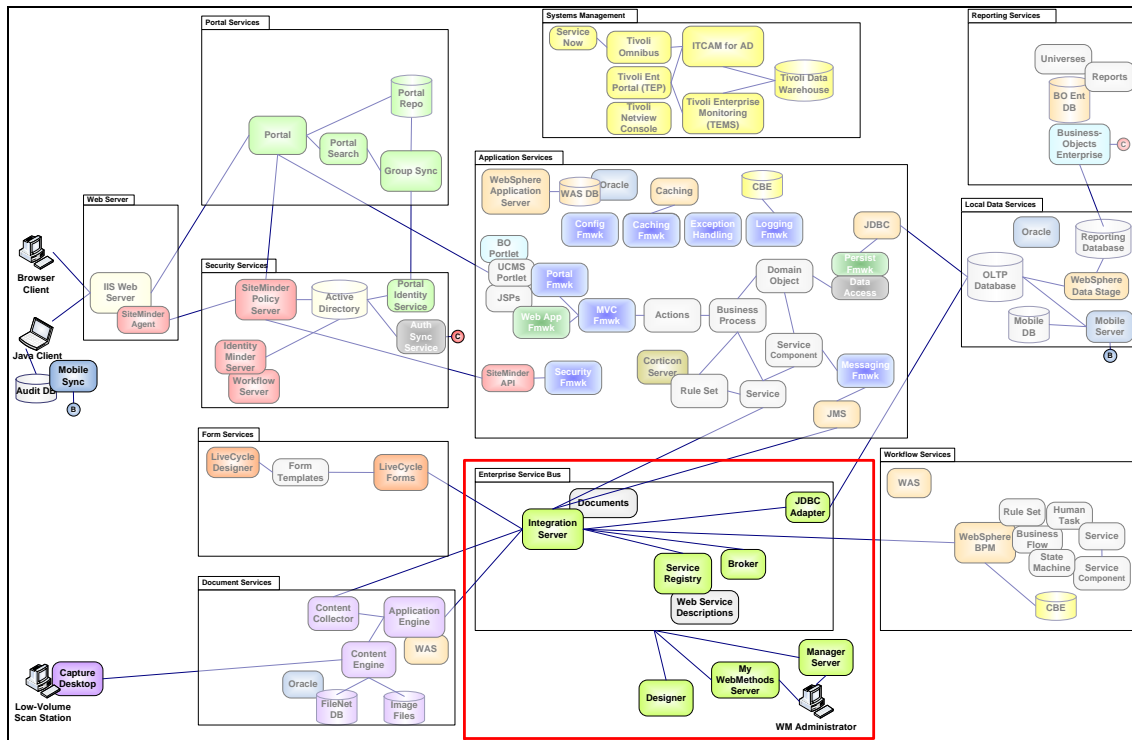 Portal Services
Portal
Portal
Repo
Portal
Search
Group Sync
Systems Management
Service
Now
Tivoli
Omnibus
ITCAM for AD
Tivoli Ent
Portal (TEP)
Tivoli Data
Warehouse
Tivoli
Netview
Console
Tivoli Enterprise
Monitoring
(TEMS)
Reporting Services
Universes
Reports
BO Ent
DB
Business-
Objects
Enterprise
C
Web Server
IIS Web
Server
SiteMinder
Agent
Browser
Client
Java Client
Audit DB
Mobile
Sync
B
Security Services
SiteMinder
Policy
Server
Active
Directory
Portal
Identity
Service
Auth
Sync
Service
C
Identity
Minder
Server
Workflow
Server
Application Services
WebSphere
Application
Server
WAS DB
Oracle
Caching
CBE
Config
Fmwk
Caching
Fmwk
Exception
Handling
Logging
Fmwk
JDBC
BO
Portlet
UCMS
Portlet
JSPs
Web App
Fmwk
Portal
Fmwk
MVC
Fmwk
Actions
Business
Process
Domain
Object
Persist
Fmwk
Data
Access
Service
Component
Messaging
Fmwk
SiteMinder
API
Security
Fmwk
Corticon
Server
Rule Set
Service
JMS
Local Data Services
Oracle
OLTP
Database
Reporting
Database
WebSphere
Data Stage
Mobile
DB
Mobile
Server
B
Form Services
LiveCycle
Designer
Form
Templates
LiveCycle
Forms
Enterprise Service Bus
Documents
Integration
Server
JDBC
Adapter
Service
Registry
Broker
Web Service
Descriptions
Manager
Server
My
WebMethods
Server
Designer
WM Administrator
Workflow Services
WAS
WebSphere
BPM
Rule Set
Human
Task
Business
Flow
State
Machine
Service
Service
Component
CBE
Document Services
Content
Collector
Application
Engine
WAS
Content
Engine
Oracle
FileNet
DB
Image
Files
Capture
Desktop
Low-Volume
Scan Station